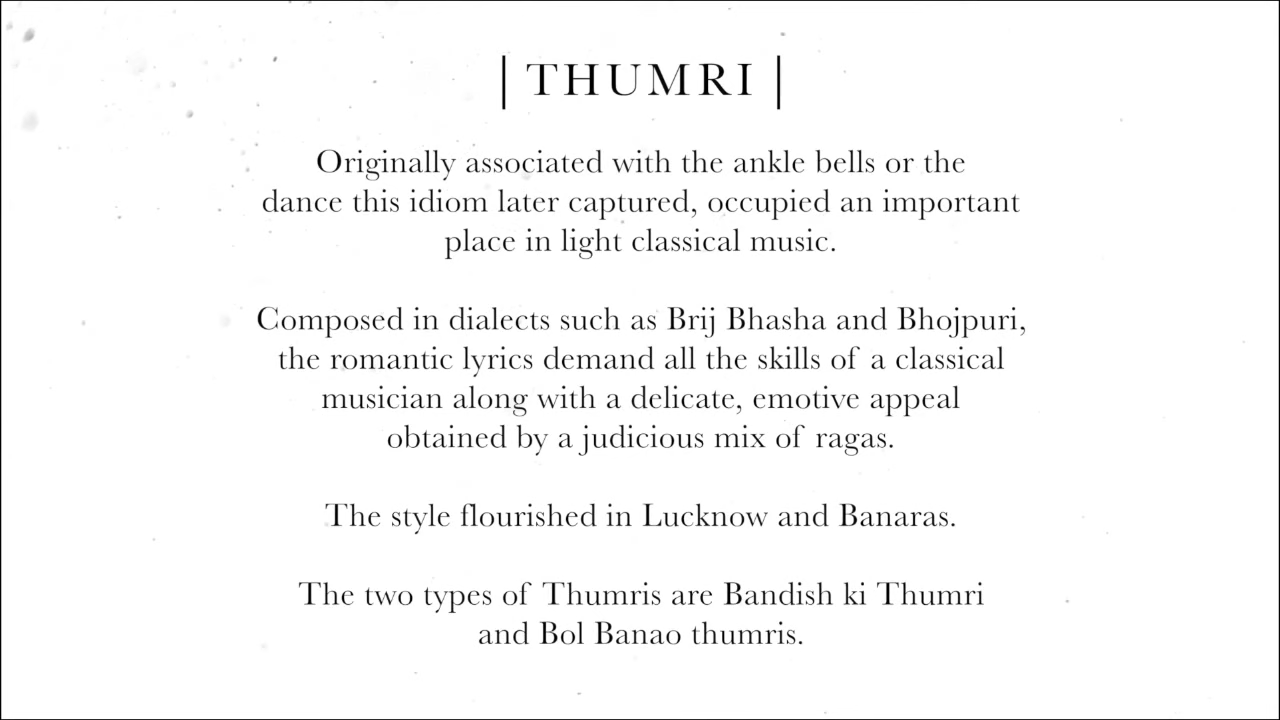 | THUMRI |
Originally associated with the ankle bells or the
dance this idiom later captured, occupied an important
place in light classical music.
Composed in dialects such as Brij Bhasha and Bhojpuri,
the romantic lyrics demand all the skills of a classical
musician along with a delicate, emotive appeal
obtained by a judicious mix of ragas.
The style flourished in Lucknow and Banaras.
The two types of Thumris are Bandish ki Thumri
and Bol Banao thumris.